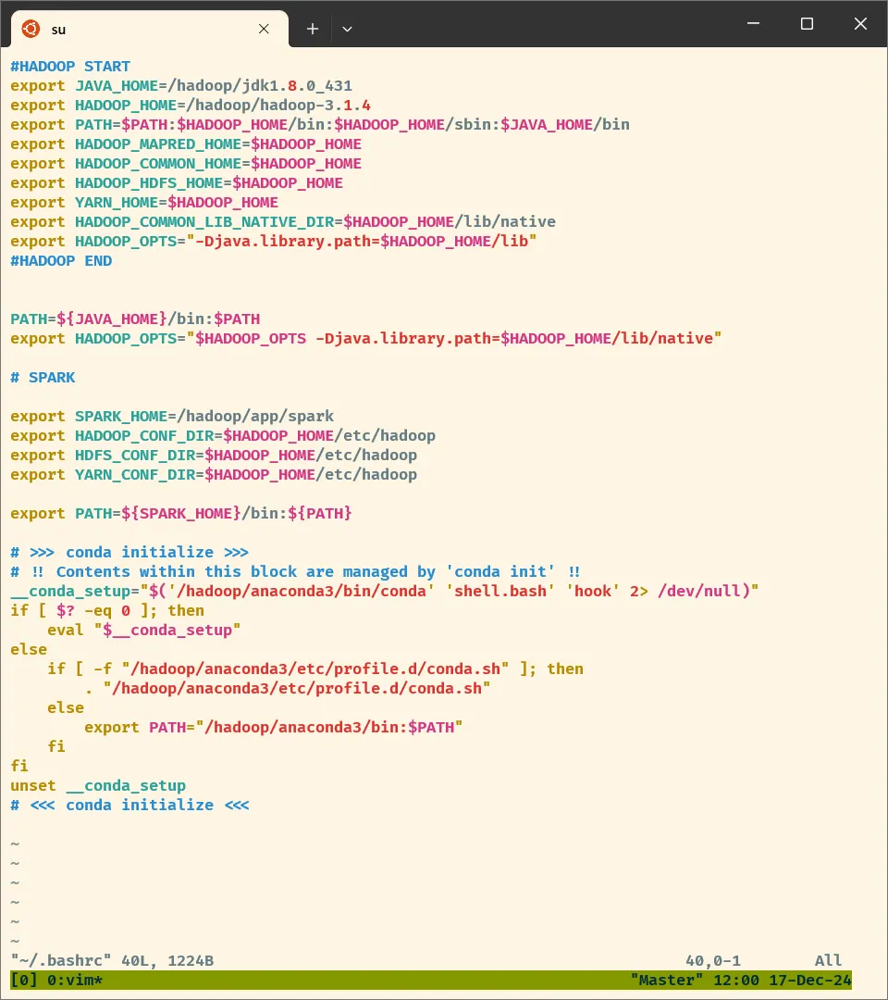 su
#HADOOP START
export JAVA_HOME=/hadoop/jdk1.8.0_431
export HADOOP_HOME=/hadoop/hadoop-3.1.4
export PATH=$PATH:$HADOOP_HOME/bin:$HADOOP_HOME/sbin:$JAVA_HOME/bin
export HADOOP_MAPRED_HOME=$HADOOP_HOME
export HADOOP_COMMON_HOME=$HADOOP_HOME
export HADOOP_HDFS_HOME=$HADOOP_HOME
export YARN_HOME=$HADOOP_HOME
export HADOOP_COMMON_LIB_NATIVE_DIR=$HADOOP_HOME/lib/native
export HADOOP_OPTS="-Djava.library.path=$HADOOP_HOME/lib"
#HADOOP END
PATH=${JAVA_HOME}/bin:$PATH
export HADOOP_OPTS="$HADOOP_OPTS -Djava.library.path=$HADOOP_HOME/lib/native"
# SPARK
export SPARK_HOME=/hadoop/app/spark
export HADOOP_CONF_DIR=$HADOOP_HOME/etc/hadoop
export HDFS_CONF_DIR=$HADOOP_HOME/etc/hadoop
export YARN_CONF_DIR=$HADOOP_HOME/etc/hadoop
export PATH=${SPARK_HOME}/bin:${PATH}
# >>> conda initialize >>>
# !! Contents within this block are managed by 'conda init' !!
__conda_setup="$('/hadoop/anaconda3/bin/conda' 'shell.bash' 'hook' 2> /dev/null)"
if [ $? -eq 0 ]; then
    eval "$__conda_setup"
else
    if [ -f "/hadoop/anaconda3/etc/profile.d/conda.sh" ]; then
        . "/hadoop/anaconda3/etc/profile.d/conda.sh"
    else
        export PATH="/hadoop/anaconda3/bin:$PATH"
    fi
fi
unset __conda_setup
# <<< conda initialize <<<
~
~
~
~
~
~
"~/.bashrc" 40L, 1224B 40,0-1 All
[0] 0:vim* "Master" 12:00 17-Dec-24